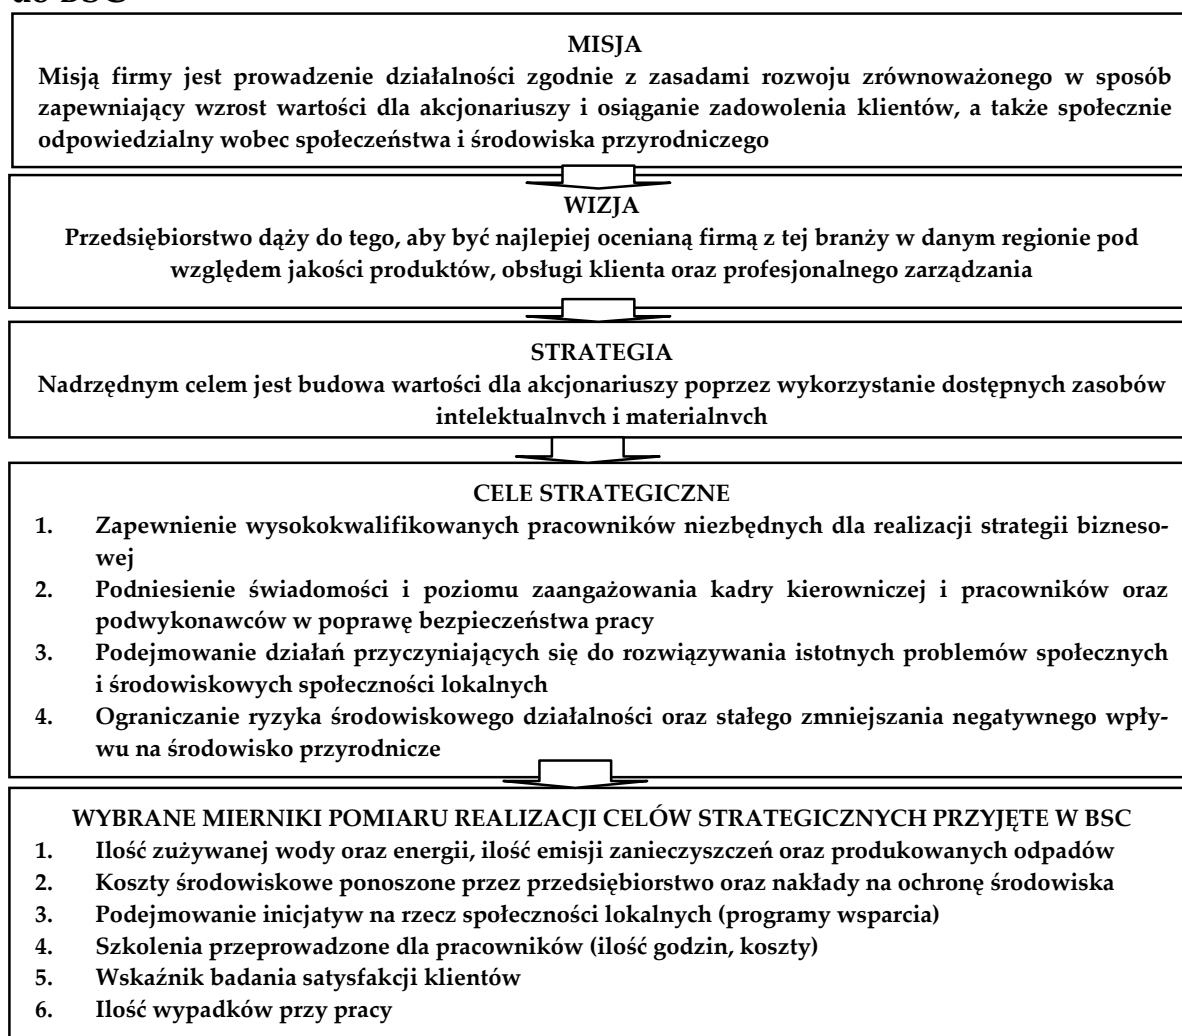 MISJA
Misją firmy jest prowadzenie działalności zgodnie z zasadami rozwoju zrównoważonego w sposób
zapewniający wzrost wartości dla akcjonariuszy i osiąganie zadowolenia klientów, a także społecznie
odpowiedzialny wobec społeczeństwa i środowiska przyrodniczego
WIZJA
Przedsiębiorstwo dąży do tego, aby być najlepiej ocenianą firmą z tej branży w danym regionie pod
względem jakości produktów, obsługi klienta oraz profesjonalnego zarządzania
STRATEGIA
Nadrzędnym celem jest budowa wartości dla akcjonariuszy poprzez wykorzystanie dostępnych zasobów
intelektualnych i materialnych
CELE STRATEGICZNE
1. Zapewnienie wysokokwalifikowanych pracowników niezbędnych dla realizacji strategii bizneso-
wej
2. Podniesienie świadomości i poziomu zaangażowania kadry kierowniczej i pracowników oraz
podwykonawców w poprawę bezpieczeństwa pracy
3. Podejmowanie działań przyczyniających się do rozwiązywania istotnych problemów społecznych
i środowiskowych społeczności lokalnych
4. Ograniczanie ryzyka środowiskowego działalności oraz stałego zmniejszania negatywnego wpły-
wu na środowisko przyrodnicze
WYBRANE MIERNIKI POMIARU REALIZACJI CELÓW STRATEGICZNYCH PRZYJĘTE W BSC
1. Ilość zużywanej wody oraz energii, ilość emisji zanieczyszczeń oraz produkowanych odpadów
2. Koszty środowiskowe ponoszone przez przedsiębiorstwo oraz nakłady na ochronę środowiska
3. Podejmowanie inicjatyw na rzecz społeczności lokalnych (programy wsparcia)
4. Szkolenia przeprowadzone dla pracowników (ilość godzin, koszty)
5. Wskaźnik badania satysfakcji klientów
6. Ilość wypadków przy pracy